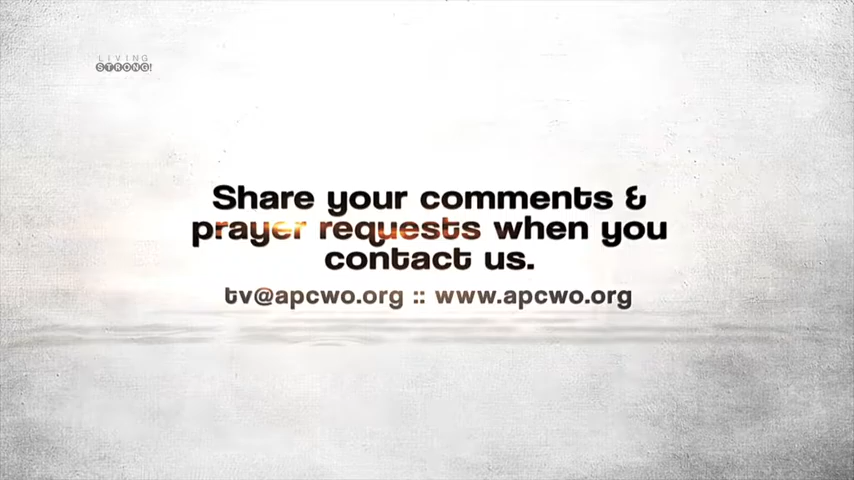 LIVING
STRONG!
Share your comments &
prayer requests when you
contact us.
tv@apcwo.org :: www.apcwo.org